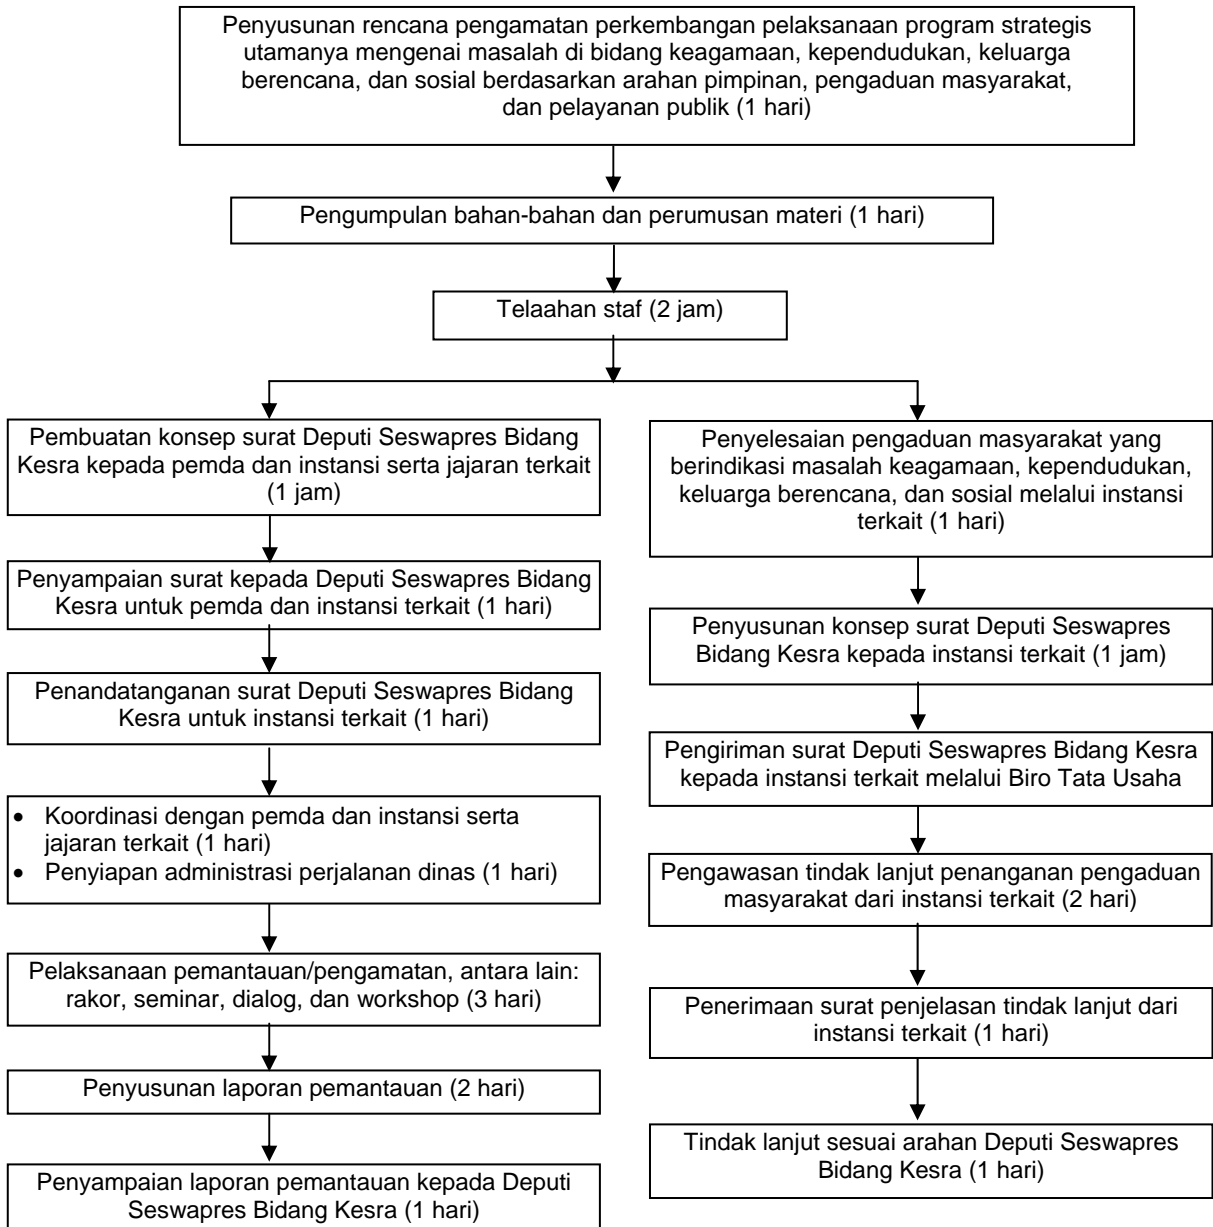 Penyusunan rencana pengamatan perkembangan pelaksanaan program strategis
utamanya mengenai masalah di bidang keagamaan, kependudukan, keluarga
berencana, dan sosial berdasarkan arahan pimpinan, pengaduan masyarakat,
dan pelayanan publik (1 hari)
Pengumpulan bahan-bahan dan perumusan materi (1 hari)
Telaahan staf (2 jam)
Pembuatan konsep surat Deputi Seswapres Bidang
Kesra kepada pemda dan instansi serta jajaran terkait
(1 jam)
Penyampaian surat kepada Deputi Seswapres Bidang
Kesra untuk pemda dan instansi terkait (1 hari)
Penandatanganan surat Deputi Seswapres Bidang
Kesra untuk instansi terkait (1 hari)
• Koordinasi dengan pemda dan instansi serta
jajaran terkait (1 hari)
• Penyiapan administrasi perjalanan dinas (1 hari)
Pelaksanaan pemantauan/pengamatan, antara lain:
rakor, seminar, dialog, dan workshop (3 hari)
Penyusunan laporan pemantauan (2 hari)
Penyampaian laporan pemantauan kepada Deputi
Seswapres Bidang Kesra (1 hari)
Penyelesaian pengaduan masyarakat yang
berindikasi masalah keagamaan, kependudukan,
keluarga berencana, dan sosial melalui instansi
terkait (1 hari)
Penyusunan konsep surat Deputi Seswapres
Bidang Kesra kepada instansi terkait (1 jam)
Pengiriman surat Deputi Seswapres Bidang Kesra
kepada instansi terkait melalui Biro Tata Usaha
Pengawasan tindak lanjut penanganan pengaduan
masyarakat dari instansi terkait (2 hari)
Penerimaan surat penjelasan tindak lanjut dari
instansi terkait (1 hari)
Tindak lanjut sesuai arahan Deputi Seswapres
Bidang Kesra (1 hari)